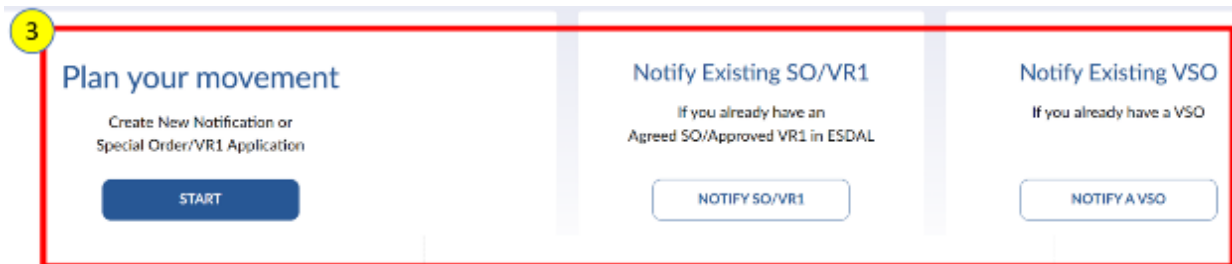 3
Plan your movement
Create New Notification or
Special Order/VR1 Application
START
Notify Existing SO/VR1
If you already have an
Agreed SO/Approved VR1 in ESDAL
NOTIFY SO/VR1
Notify Existing VSO
If you already have a VSO
NOTIFY A VSO